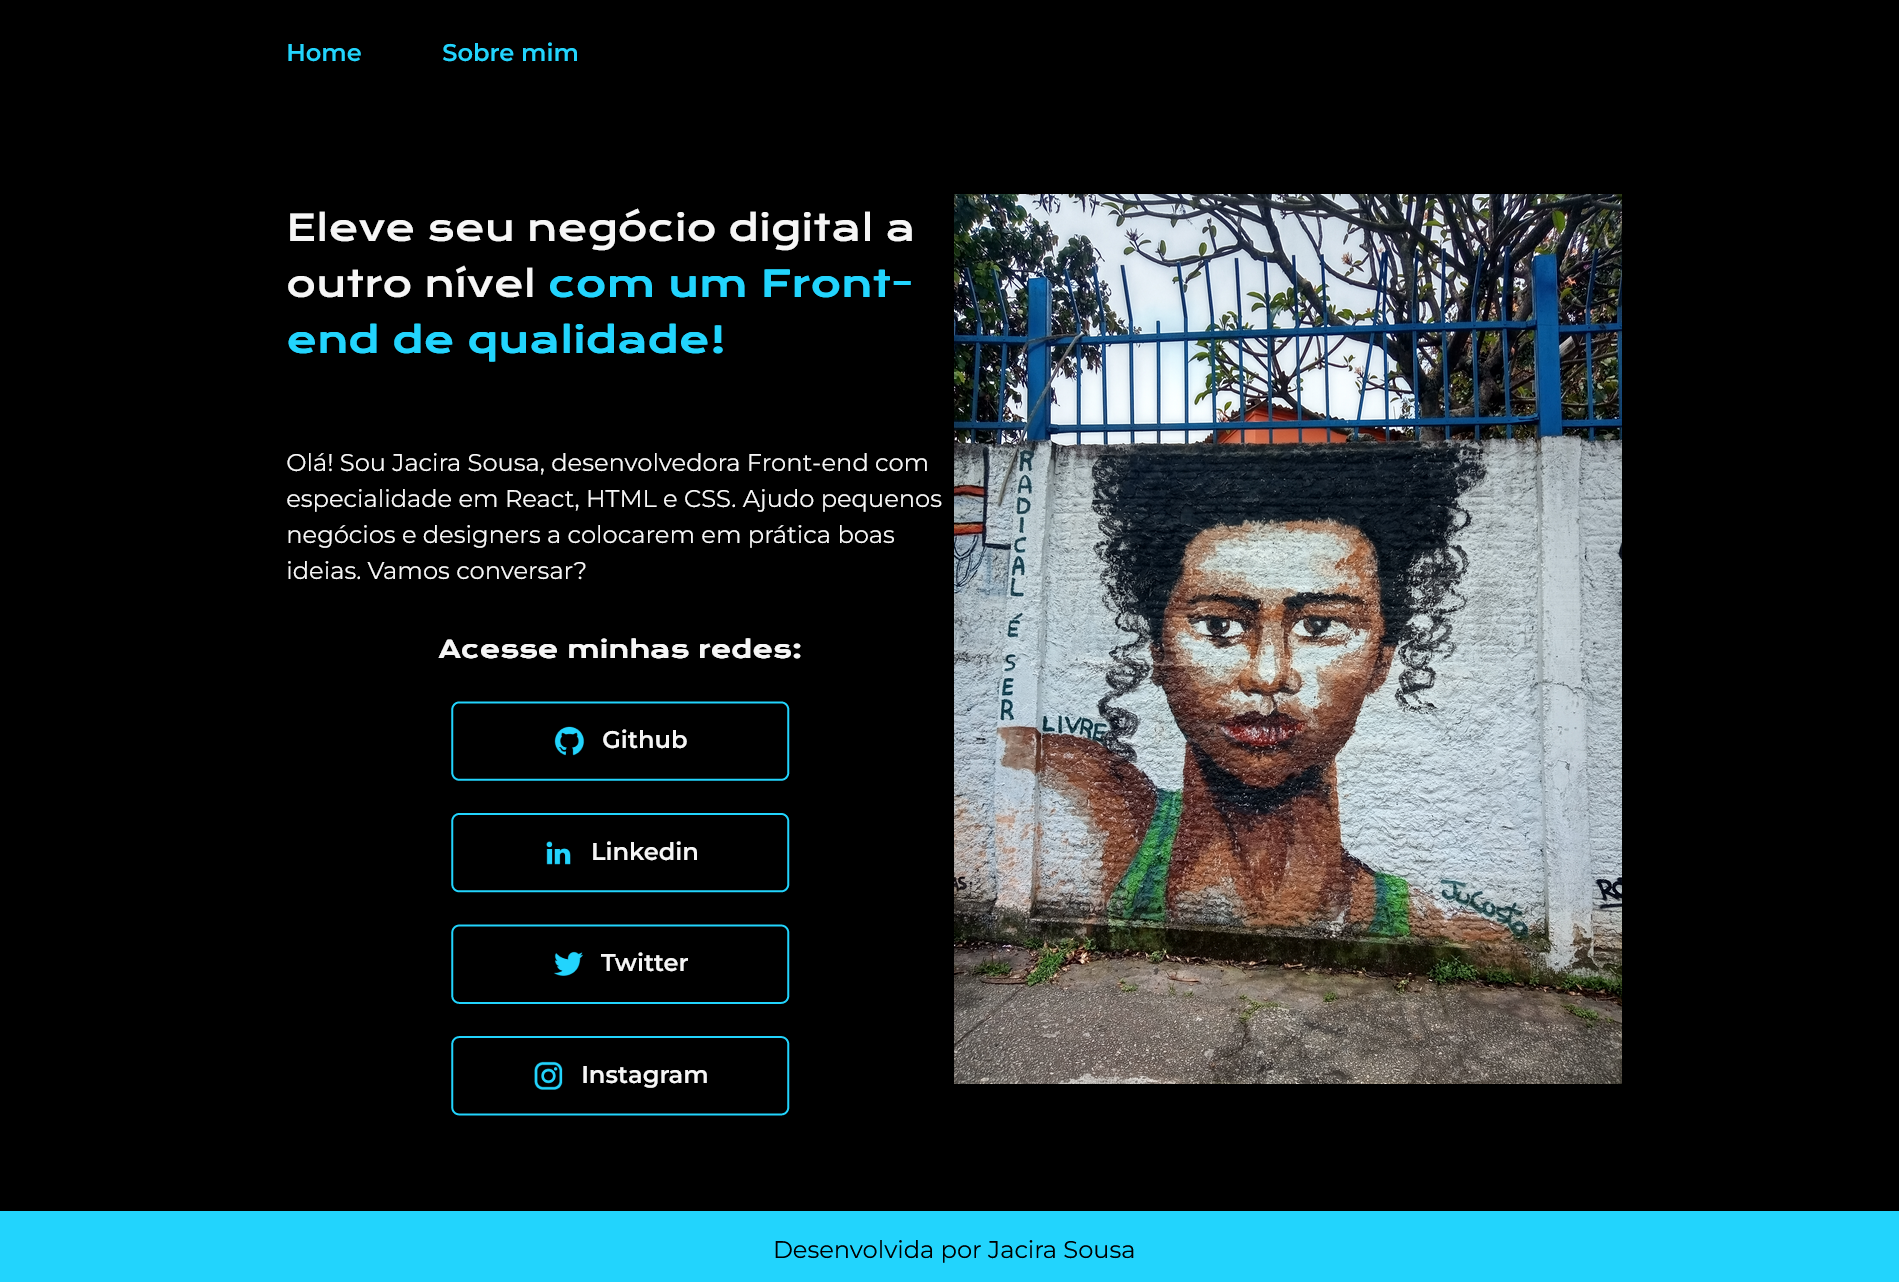 Home
Sobre mim
Eleve seu negócio digital a
outro nível com um Front-
end de qualidade!
Olá! Sou Jacira Sousa, desenvolvedora Front-end com
especialidade em React, HTML e CSS. Ajudo pequenos
negócios e designers a colocarem em prática boas
ideias. Vamos conversar?
Acesse minhas redes:
Github
Linkedin
Twitter
Instagram
RADICAL É SER
LIVRE
JuCosta
Desenvolvida por Jacira Sousa